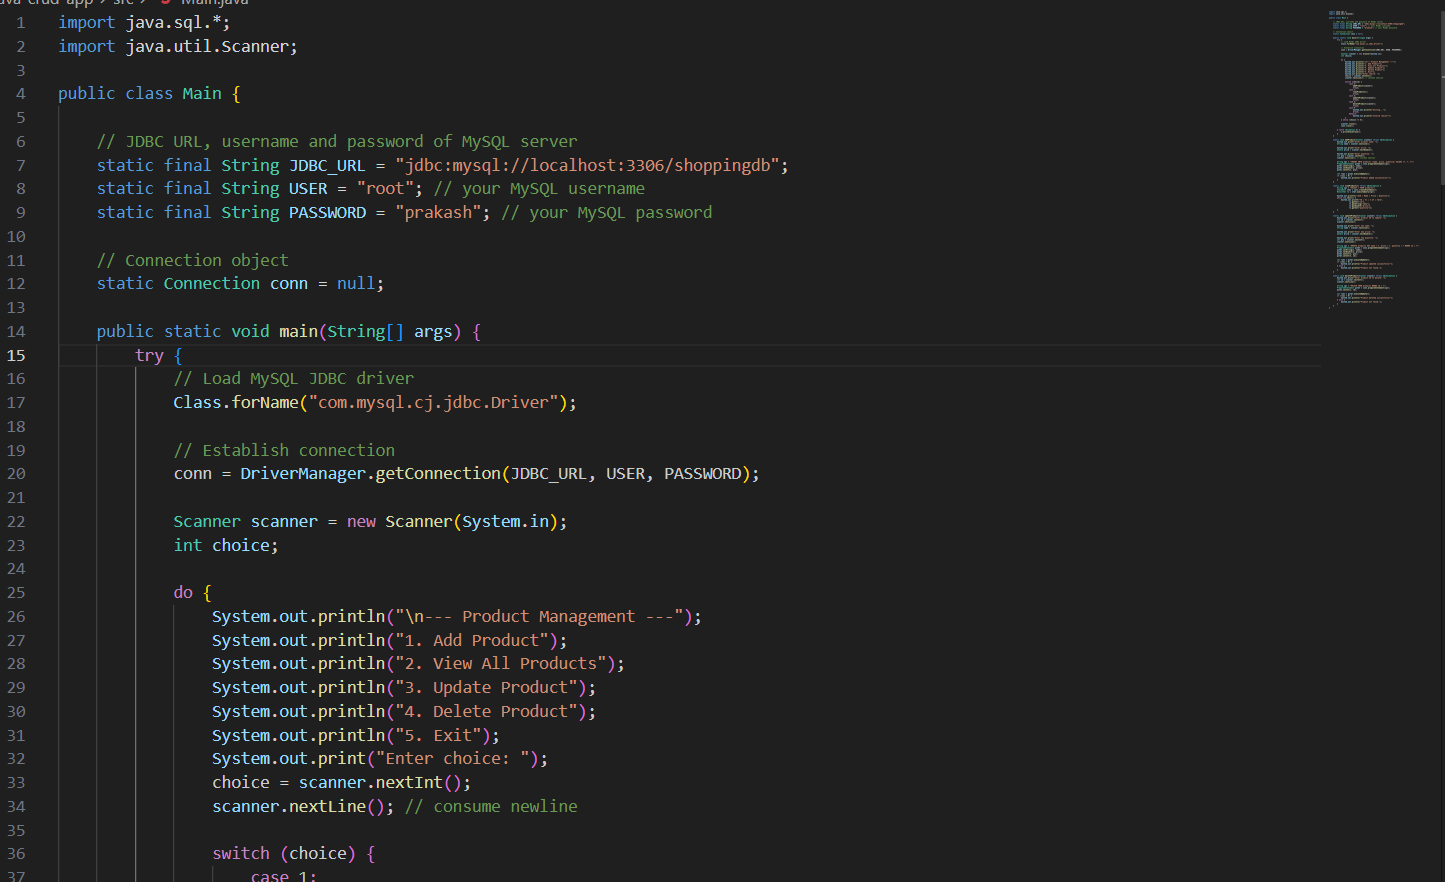 java-crud-app > src > Main.java
1 import java.sql.*;
2 import java.util.Scanner;
3
4 public class Main {
5
6 // JDBC URL, username and password of MySQL server
7 static final String JDBC_URL = "jdbc:mysql://localhost:3306/shoppingdb";
8 static final String USER = "root"; // your MySQL username
9 static final String PASSWORD = "prakash"; // your MySQL password
10
11 // Connection object
12 static Connection conn = null;
13
14 public static void main(String[] args) {
15 try {
16 // Load MySQL JDBC driver
17 Class.forName("com.mysql.cj.jdbc.Driver");
18
19 // Establish connection
20 conn = DriverManager.getConnection(JDBC_URL, USER, PASSWORD);
21
22 Scanner scanner = new Scanner(System.in);
23 int choice;
24
25 do {
26 System.out.println("\n--- Product Management ---");
27 System.out.println("1. Add Product");
28 System.out.println("2. View All Products");
29 System.out.println("3. Update Product");
30 System.out.println("4. Delete Product");
31 System.out.println("5. Exit");
32 System.out.print("Enter choice: ");
33 choice = scanner.nextInt();
34 scanner.nextLine(); // consume newline
35
36 switch (choice) {
37 case 1: